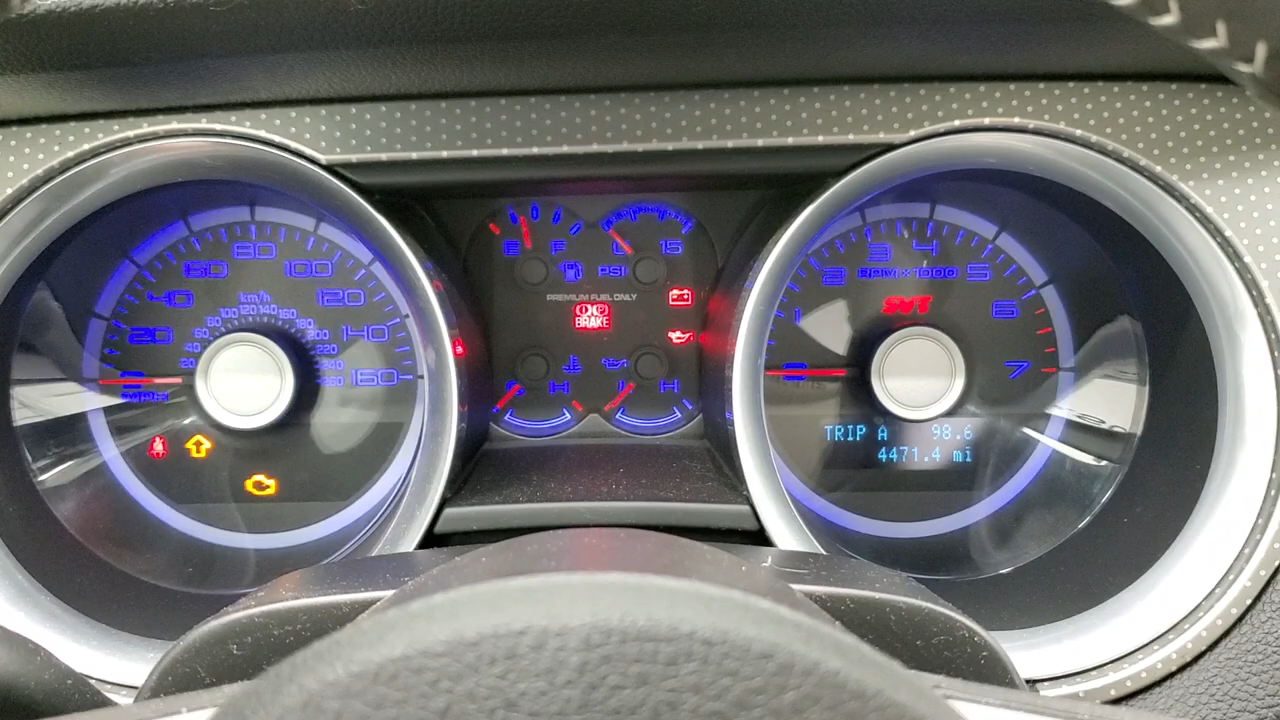 80
60 100
40 120
20 140
160
km/h
100 120 140 160
80 180
60 200
40 220
20 240
260
MPH
E F
PSI 15
PREMIUM FUEL ONLY
BRAKE
H
H
3 4
2 RPM x1000 5
1 SVT 6
0 7
TRIP A 98.6
4471.4 mi